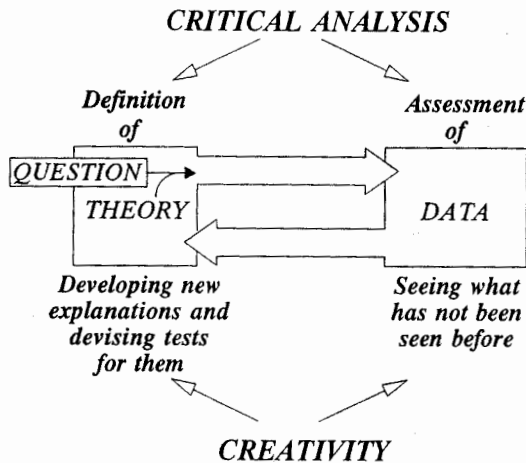 CRITICAL ANALYSIS
Definition
of
Assessment
of
QUESTION
THEORY
DATA
Developing new
explanations and
devising tests
for them
Seeing what
has not been
seen before
CREATIVITY